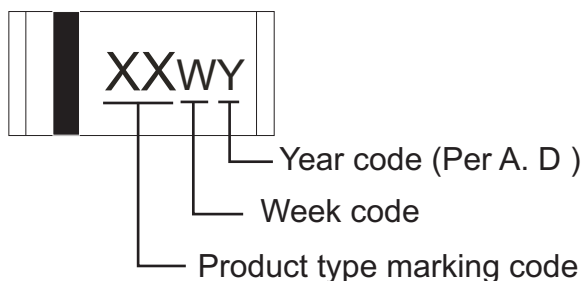 XXWY
Year code (Per A. D )
Week code
Product type marking code